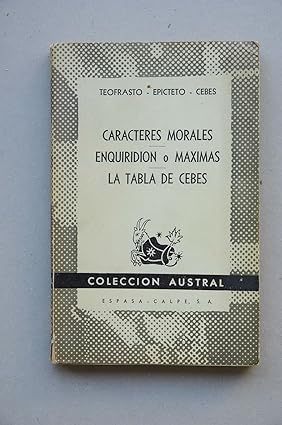 TEOFRASTO - EPICTETO - CEBES
CARACTERES MORALES
ENQUIRIDION o MAXIMAS
LA TABLA DE CEBES
COLECCION AUSTRAL
ESPASA - CALPE, S. A.